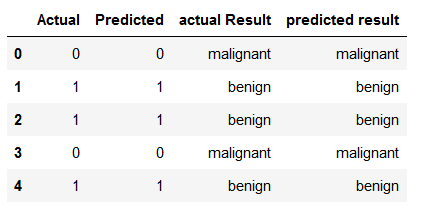 Actual Predicted actual Result predicted result
0 0 0 malignant malignant
1 1 1 benign benign
2 1 1 benign benign
3 0 0 malignant malignant
4 1 1 benign benign